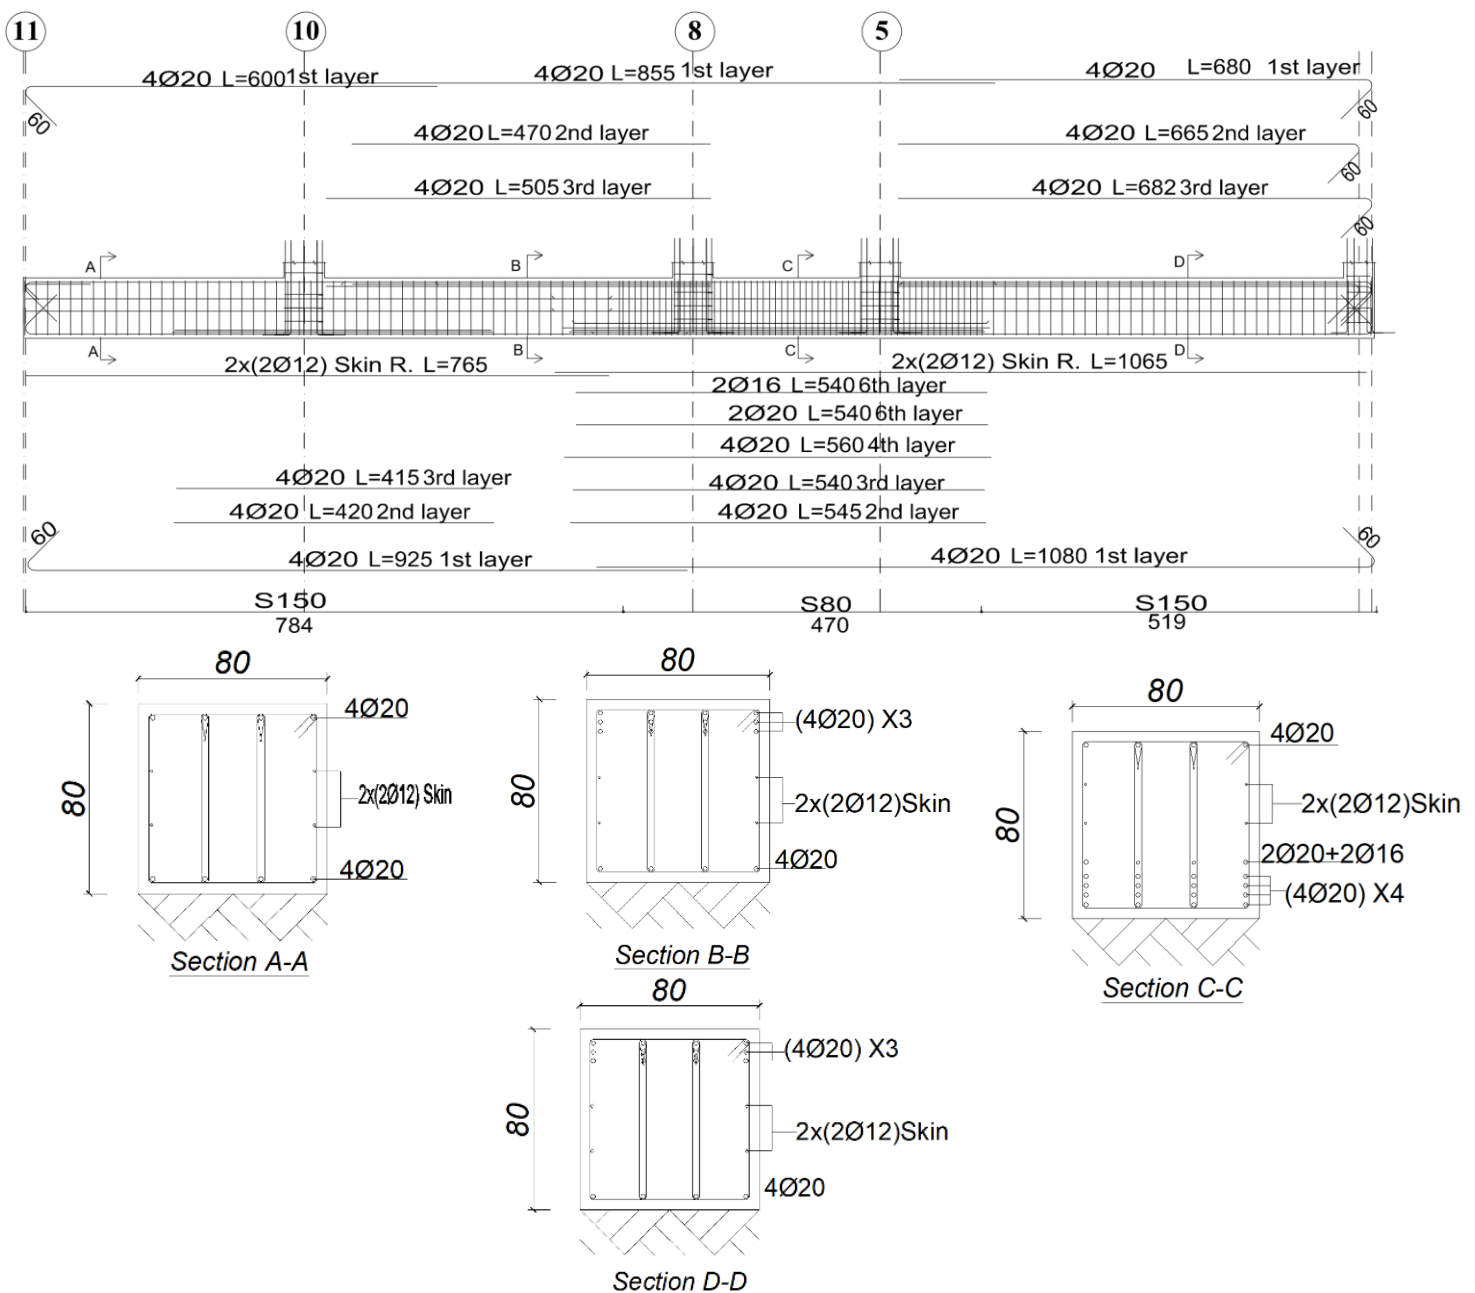 11 10 8 5
4Ø20 L=600 1st layer
4Ø20 L=855 1st layer
4Ø20 L=680 1st layer
60
60
4Ø20 L=470 2nd layer
4Ø20 L=665 2nd layer
60
4Ø20 L=505 3rd layer
4Ø20 L=682 3rd layer
60
A B C D
A B C D
2x(2Ø12) Skin R. L=765
2x(2Ø12) Skin R. L=1065
2Ø16 L=540 6th layer
2Ø20 L=540 6th layer
4Ø20 L=560 4th layer
4Ø20 L=415 3rd layer
4Ø20 L=540 3rd layer
4Ø20 L=420 2nd layer
4Ø20 L=545 2nd layer
60
60
4Ø20 L=925 1st layer
4Ø20 L=1080 1st layer
S150 S80 S150
784 470 519
80
80
4Ø20
2x(2Ø12) Skin
4Ø20
Section A-A
80
80
(4Ø20) X3
2x(2Ø12)Skin
4Ø20
Section B-B
80
80
4Ø20
2x(2Ø12)Skin
2Ø20+2Ø16
(4Ø20) X4
Section C-C
80
80
(4Ø20) X3
2x(2Ø12)Skin
4Ø20
Section D-D